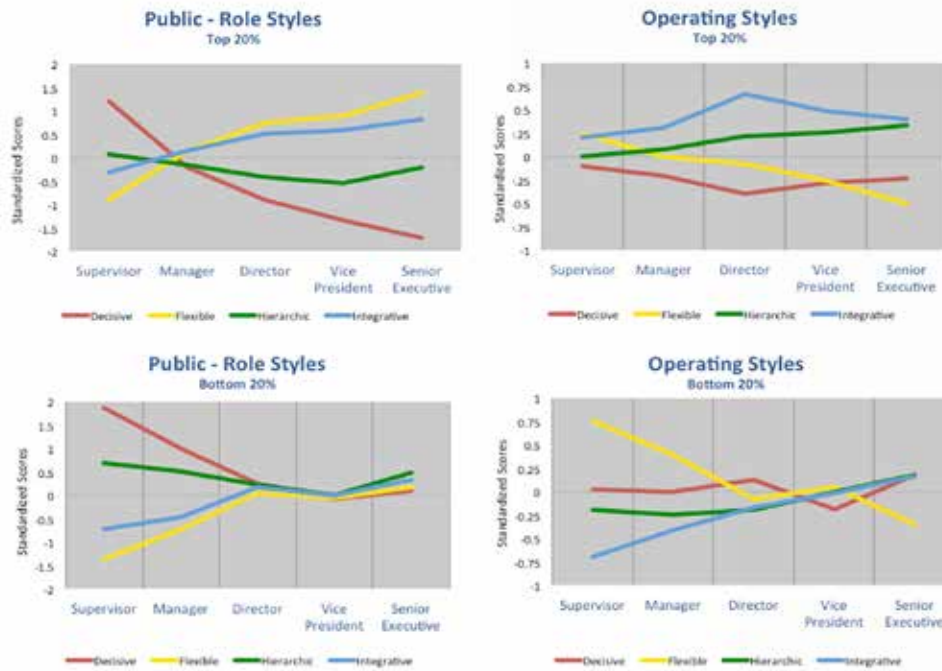 Public - Role Styles
Top 20%
Standardized Scores
2
1.5
1
0.5
0
-0.5
-1
-1.5
-2
Supervisor Manager Director Vice President Senior Executive
Decisive Flexible Hierarchic Integrative
Operating Styles
Top 20%
Standardized Scores
1
0.75
0.5
.25
0
-.25
-0.5
-.75
-1
Supervisor Manager Director Vice President Senior Executive
Decisive Flexible Hierarchic Integrative
Public - Role Styles
Bottom 20%
Standardized Scores
2
1.5
1
0.5
0
-0.5
-1
-1.5
-2
Supervisor Manager Director Vice President Senior Executive
Decisive Flexible Hierarchic Integrative
Operating Styles
Bottom 20%
Standardized Scores
1
0.75
0.5
0.25
0
-0.25
-0.5
-0.75
-1
Supervisor Manager Director Vice President Senior Executive
Decisive Flexible Hierarchic Integrative